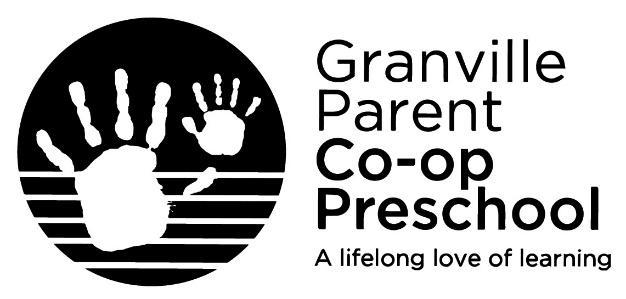 Granville
Parent
Co-op
Preschool
A lifelong love of learning